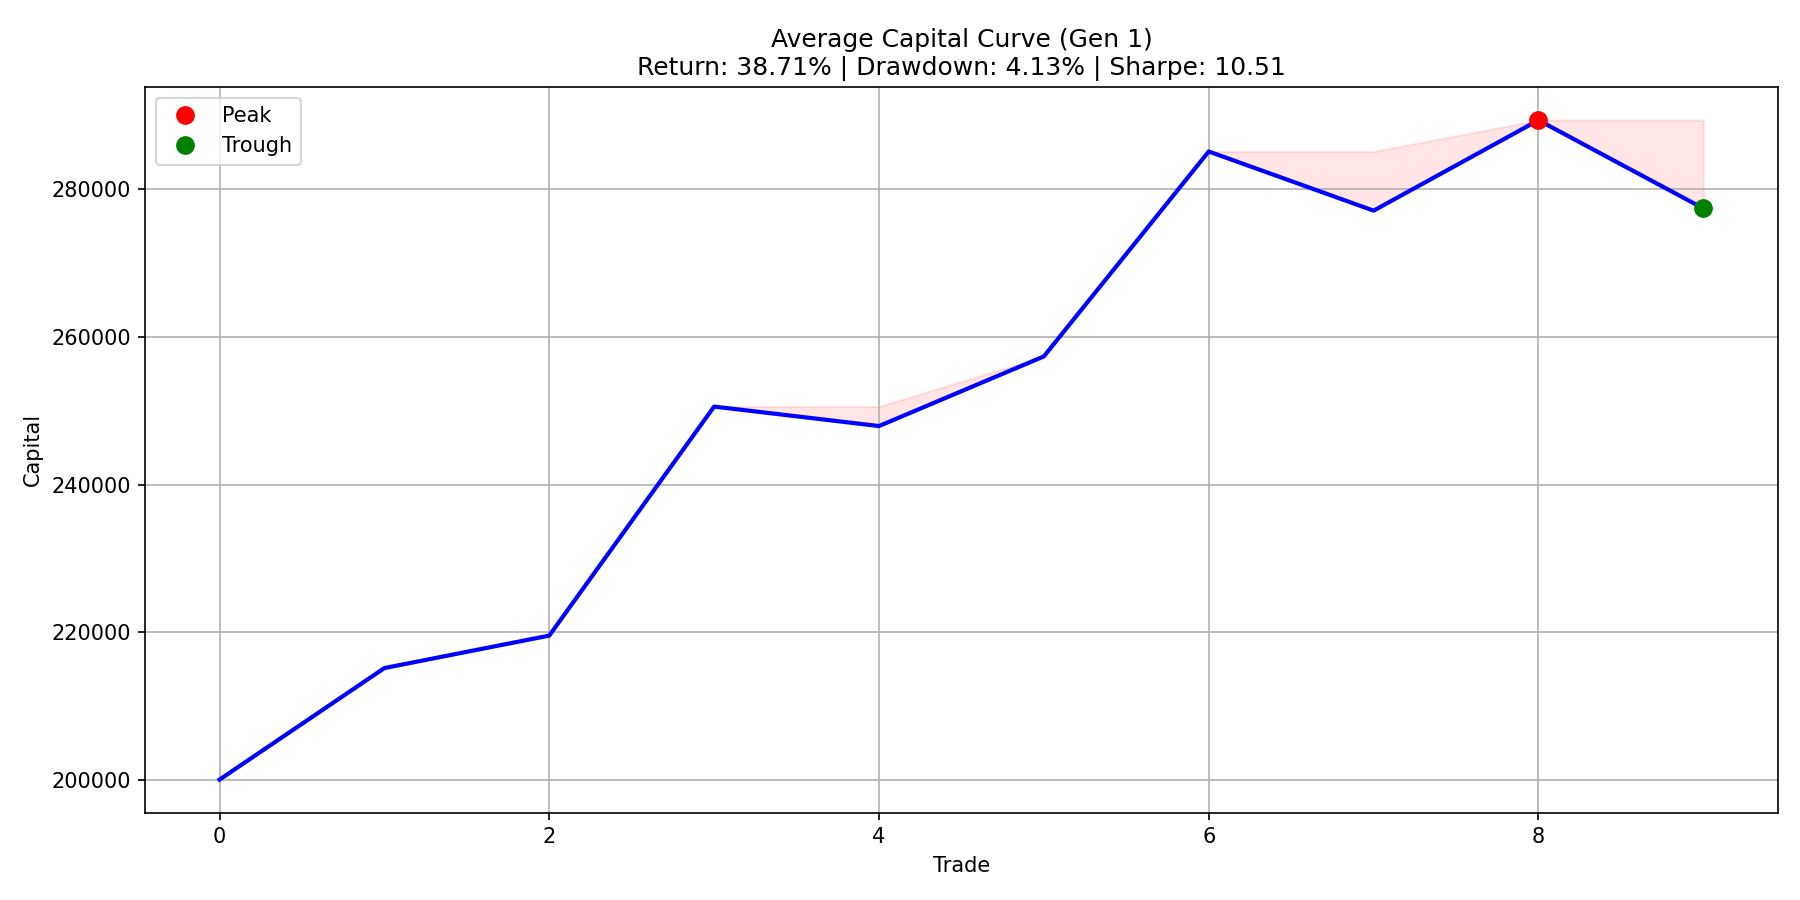 Average Capital Curve (Gen 1)
Return: 38.71% | Drawdown: 4.13% | Sharpe: 10.51
Peak
Trough
280000
260000
240000
220000
200000
Capital
0 2 4 6 8
Trade